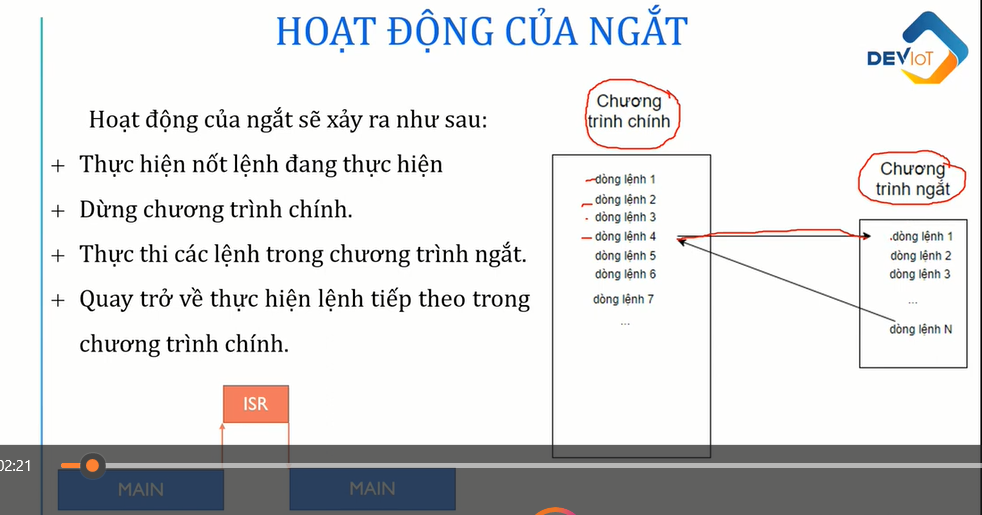 HOẠT ĐỘNG CỦA NGẮT
DEVIoT
Hoạt động của ngắt sẽ xảy ra như sau:
+ Thực hiện nốt lệnh đang thực hiện
+ Dừng chương trình chính.
+ Thực thi các lệnh trong chương trình ngắt.
+ Quay trở về thực hiện lệnh tiếp theo trong
chương trình chính.
Chương
trình chính
dòng lệnh 1
dòng lệnh 2
dòng lệnh 3
dòng lệnh 4
dòng lệnh 5
dòng lệnh 6
dòng lệnh 7
...
Chương
trình ngắt
dòng lệnh 1
dòng lệnh 2
dòng lệnh 3
...
dòng lệnh N
ISR
02:21
MAIN
MAIN